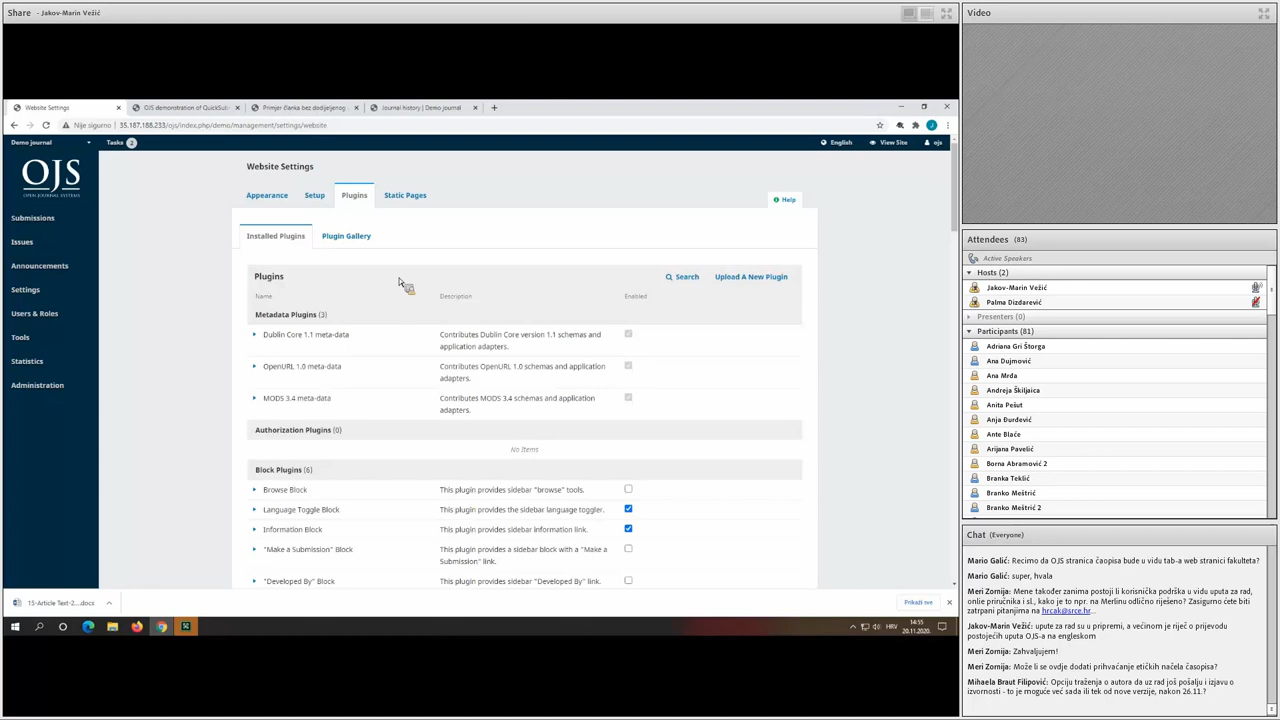 Share - Jakov-Marin Vežić
Website Settings
OJS demonstration of QuickSub
Primjer članka bez dodijeljenog
Journal history | Demo journal
Nije sigurno | 35.187.188.233/ojs/index.php/demo/management/settings/website
Demo journal
Tasks 2
English
View Site
ojs
OJS
OPEN JOURNAL SYSTEMS
Submissions
Issues
Announcements
Settings
Users & Roles
Tools
Statistics
Administration
Website Settings
Appearance
Setup
Plugins
Static Pages
Help
Installed Plugins
Plugin Gallery
Plugins
Search
Upload A New Plugin
Name
Description
Enabled
Metadata Plugins (3)
Dublin Core 1.1 meta-data
Contributes Dublin Core version 1.1 schemas and
application adapters.
OpenURL 1.0 meta-data
Contributes OpenURL 1.0 schemas and application
adapters.
MODS 3.4 meta-data
Contributes MODS 3.4 schemas and application
adapters.
Authorization Plugins (0)
No Items
Block Plugins (6)
Browse Block
This plugin provides sidebar "browse" tools.
Language Toggle Block
This plugin provides the sidebar language toggler.
Information Block
This plugin provides sidebar information link.
"Make a Submission" Block
This plugin provides a sidebar block with a "Make a
Submission" link.
"Developed By" Block
This plugin provides sidebar "Developed By" link.
15-Article Text-2....docx
Prikaži sve
HRV
14:55
20.11.2020.
Video
Attendees (83)
Active Speakers
Hosts (2)
Jakov-Marin Vežić
Palma Dizdarević
Presenters (0)
Participants (81)
Adriana Gri Štorga
Ana Dujmović
Ana Mrđa
Andreja Škiljaica
Anita Pešut
Anja Đurđević
Ante Blaće
Arijana Pavelić
Borna Abramović 2
Branka Teklić
Branko Meštrić
Branko Meštrić 2
Chat (Everyone)
Mario Galić: Recimo da OJS stranica časopisa bude u vidu tab-a web stranici fakulteta?
Mario Galić: super, hvala
Meri Zornija: Mene također zanima postoji li korisnička podrška u vidu uputa za rad,
onlie priručnika i sl., kako je to npr. na Merlinu odlično riješeno? Zasigurno ćete biti
zatrpani pitanjima na hrcak@srce.hr...
Jakov-Marin Vežić: upute za rad su u pripremi, a većinom je riječ o prijevodu
postojećih uputa OJS-a na engleskom
Meri Zornija: Zahvaljujem!
Meri Zornija: Može li se ovdje dodati prihvaćanje etičkih načela časopisa?
Mihaela Braut Filipović: Opciju traženja o autora da uz rad još pošalju i izjavu o
izvornosti - to je moguće već sada ili tek od nove verzije, nakon 26.11.?